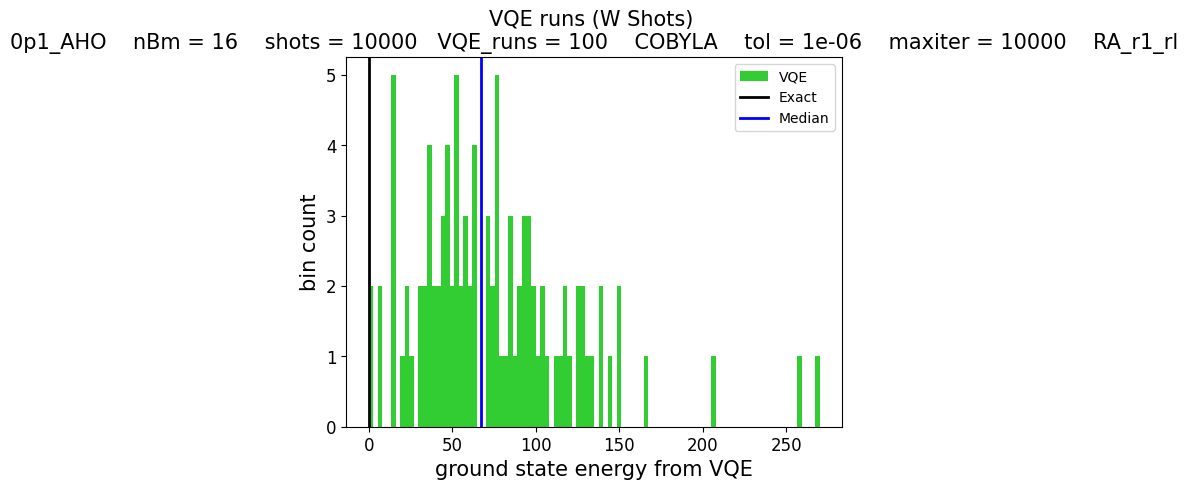 VQE runs (W Shots)
0p1_AHO    nBm = 16    shots = 10000   VQE_runs = 100    COBYLA    tol = 1e-06    maxiter = 10000    RA_r1_rl
VQE
Exact
Median
5
4
3
2
1
0
bin count
0 50 100 150 200 250
ground state energy from VQE